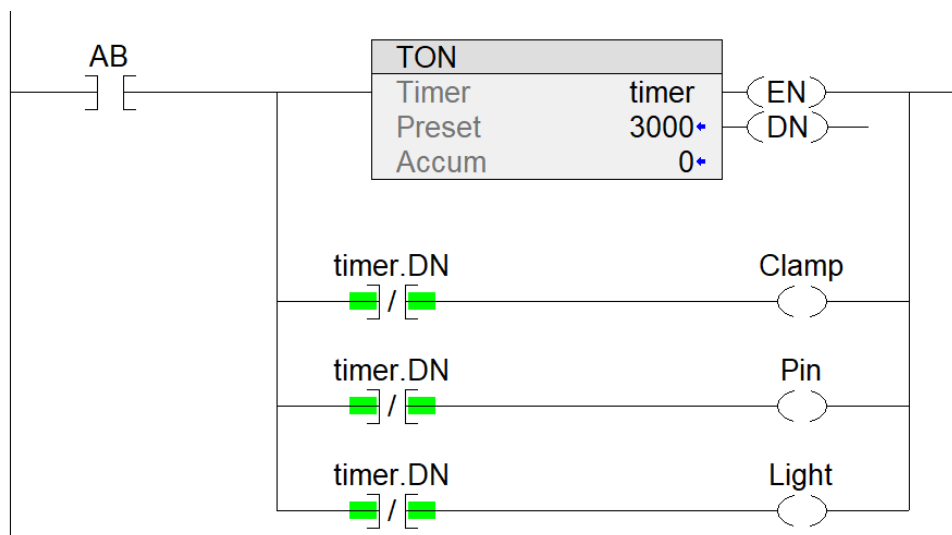 AB
TON
Timer timer EN
Preset 3000 DN
Accum 0
timer.DN Clamp
/
timer.DN Pin
/
timer.DN Light
/